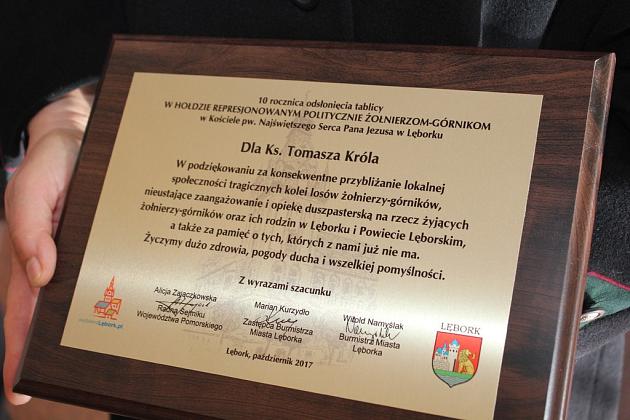 10 rocznica odsłonięcia tablicy
W HOŁDZIE REPRESJONOWANYM POLITYCZNIE ŻOŁNIERZOM-GÓRNIKOM
w Kościele pw. Najświętszego Serca Pana Jezusa w Lęborku
Dla Ks. Tomasza Króla
W podziękowaniu za konsekwentne przybliżanie lokalnej
społeczności tragicznych kolei losów żołnierzy-górników,
nieustające zaangażowanie i opiekę duszpasterską na rzecz żyjących
żołnierzy-górników oraz ich rodzin w Lęborku i Powiecie Lęborskim,
a także za pamięć o tych, których z nami już nie ma.
Życzymy dużo zdrowia, pogody ducha i wszelkiej pomyślności.
Z wyrazami szacunku
Alicja Zajączkowska
Radna Sejmiku
Województwa Pomorskiego
Marian Kurzydło
Zastępca Burmistrza
Miasta Lęborka
Witold Namyślak
Burmistrz Miasta
Lęborka
Lębork.pl
LĘBORK
Lębork, październik 2017